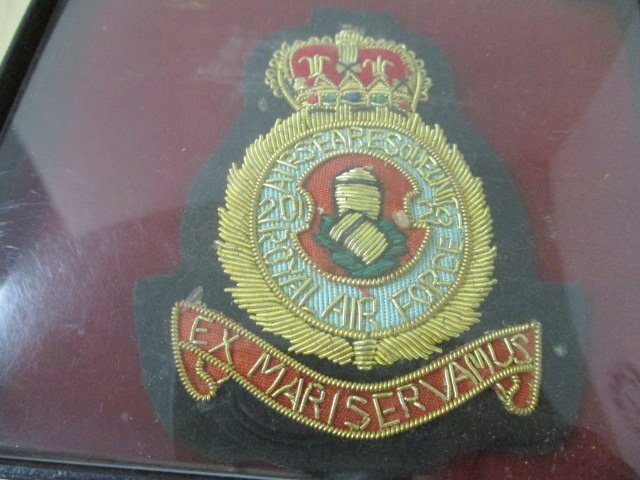 AIR SEA RESCUE UNIT
ROYAL AIR FORCE
EX MARI SERVAMUS